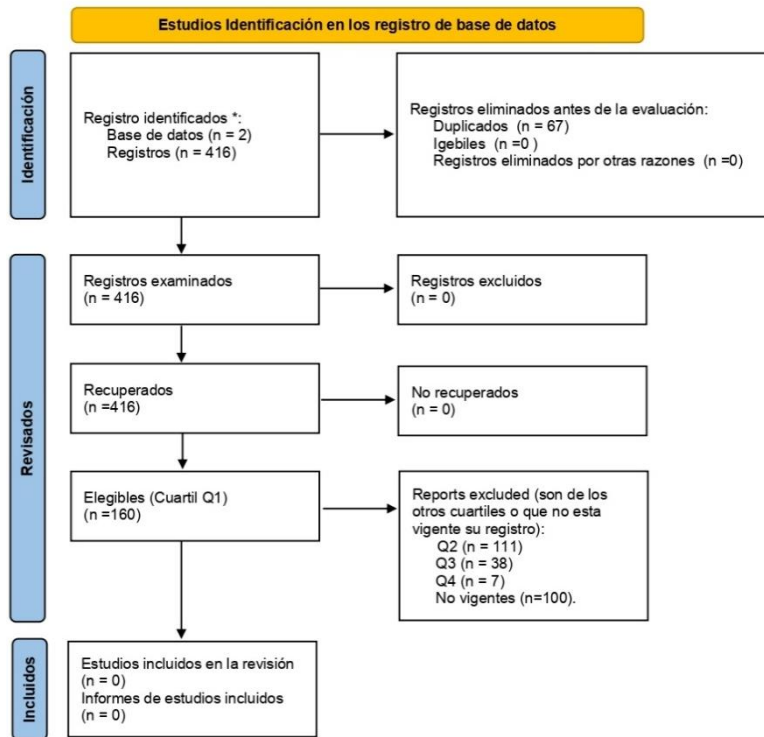 Estudios Identificación en los registro de base de datos
Identificación
Registro identificados *:
Base de datos (n = 2)
Registros (n = 416)
Registros eliminados antes de la evaluación:
Duplicados (n = 67)
Igebiles (n =0 )
Registros eliminados por otras razones (n =0)
Revisados
Registros examinados
(n = 416)
Registros excluidos
(n = 0)
Recuperados
(n =416)
No recuperados
(n = 0)
Elegibles (Cuartil Q1)
(n =160)
Reports excluded (son de los
otros cuartiles o que no esta
vigente su registro):
Q2 (n = 111)
Q3 (n = 38)
Q4 (n = 7)
No vigentes (n=100).
Incluidos
Estudios incluidos en la revisión
(n = 0)
Informes de estudios incluidos
(n = 0)